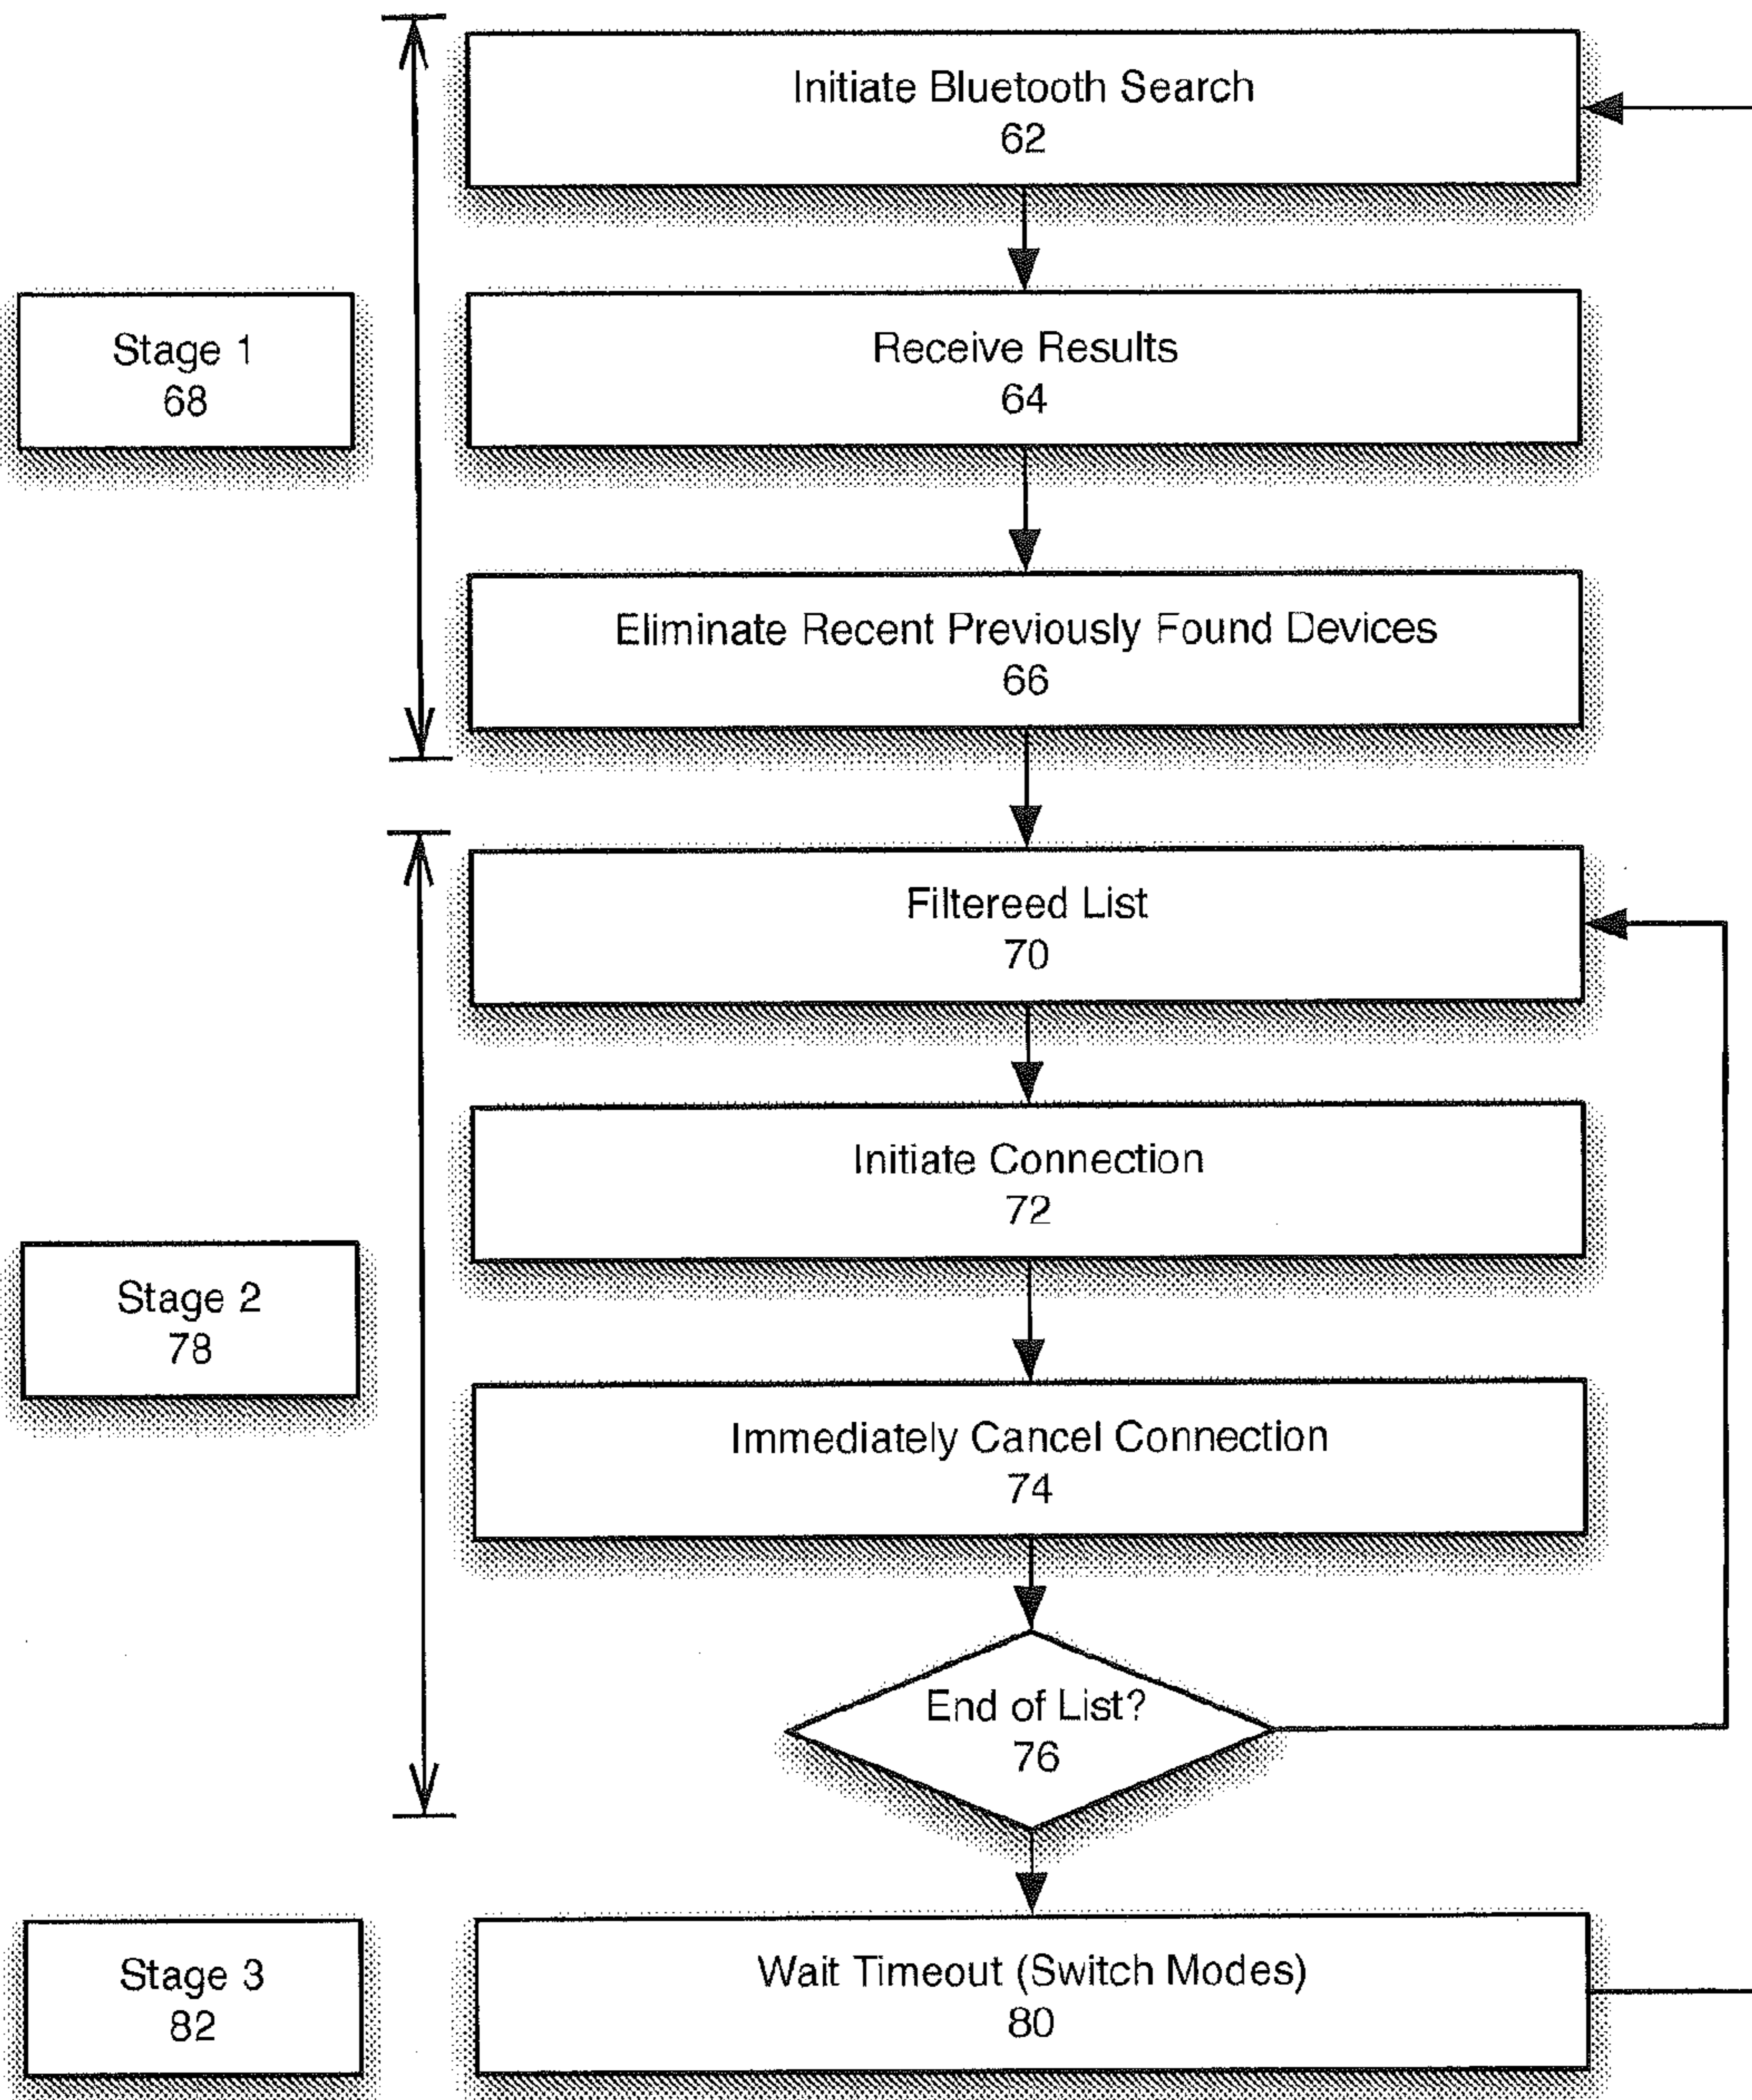 Initiate Bluetooth Search
62
Stage 1
68
Receive Results
64
Eliminate Recent Previously Found Devices
66
Filtereed List
70
Initiate Connection
72
Stage 2
78
Immediately Cancel Connection
74
End of List?
76
Stage 3
82
Wait Timeout (Switch Modes)
80